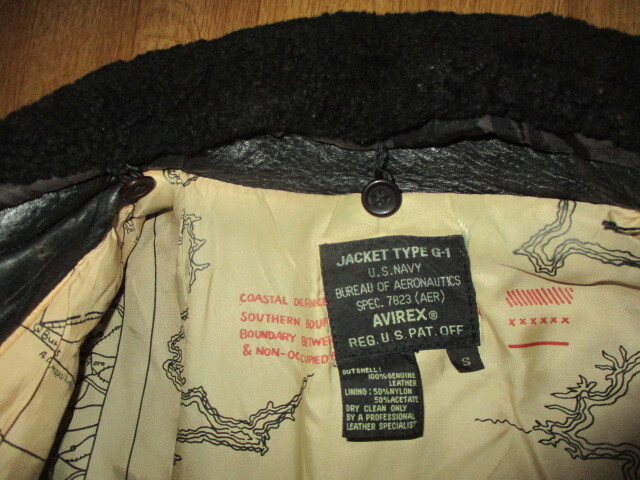 JACKET TYPE G-1
U.S. NAVY
BUREAU OF AERONAUTICS
SPEC. 7823 (AER)
AVIREX®
REG. U.S. PAT. OFF
S
OUTSHELL:
100% GENUINE
LEATHER
LINING: 50% NYLON
50% ACETATE
DRY CLEAN ONLY
BY A PROFESSIONAL
LEATHER SPECIALIST
COASTAL
SOUTHERN
BOUNDARY
& NON-OCCUPIED
xxxxxx